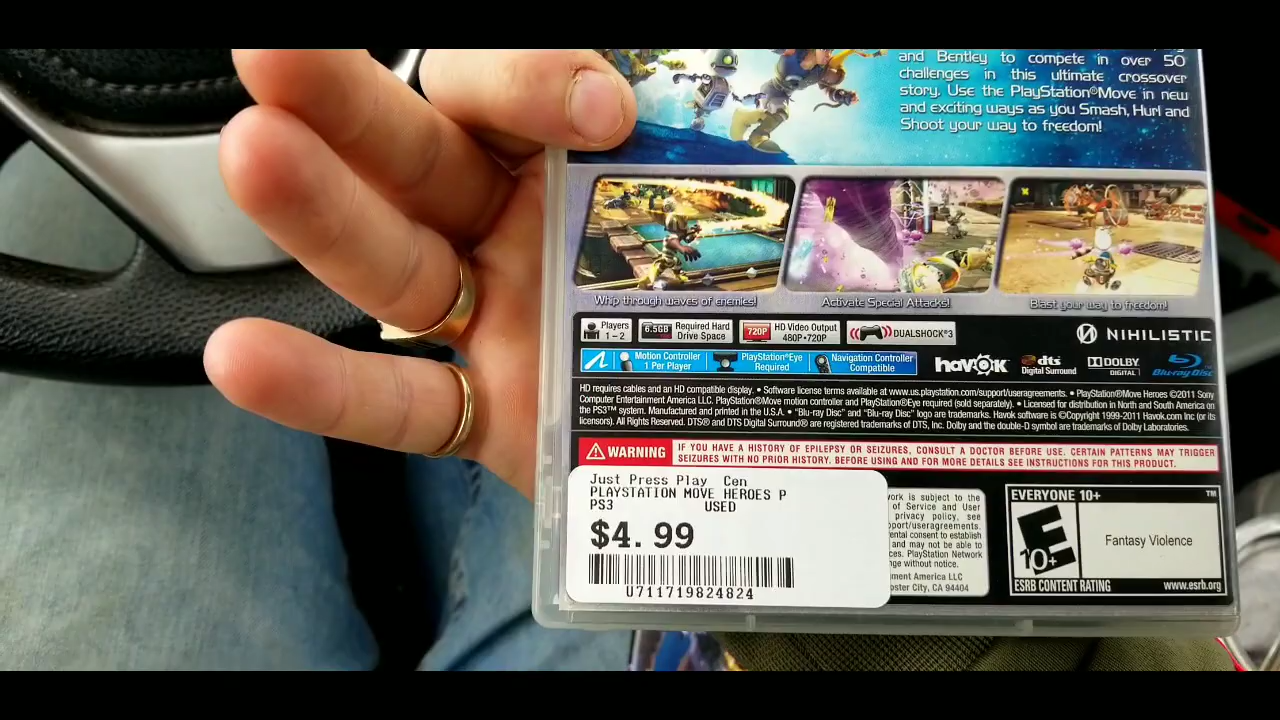 and Bentley to compete in over 50
challenges in this ultimate crossover
story. Use the PlayStation®Move in new
and exciting ways as you Smash, Hurl and
Shoot your way to freedom!
Whip through waves of enemies!
Activate Special Attacks!
Blast your way to freedom!
Players
1 - 2
6.5GB
Required Hard
Drive Space
720P
HD Video Output
480P•720P
DUALSHOCK®3
NIHILISTIC
Motion Controller
1 Per Player
PlayStation®Eye
Required
Navigation Controller
Compatible
havok
dts
Digital Surround
DOLBY
DIGITAL
Blu-ray Disc
HD requires cables and an HD compatible display. • Software license terms available at www.us.playstation.com/support/useragreements. • PlayStation®Move Heroes ©2011 Sony
Computer Entertainment America LLC. PlayStation®Move motion controller and PlayStation®Eye required (sold separately). • Licensed for distribution in North and South America on
the PS3™ system. Manufactured and printed in the U.S.A. • "Blu-ray Disc" and "Blu-ray Disc" logo are trademarks. Havok software is ©Copyright 1999-2011 Havok.com Inc (or its
licensors). All Rights Reserved. DTS® and DTS Digital Surround® are registered trademarks of DTS, Inc. Dolby and the double-D symbol are trademarks of Dolby Laboratories.
WARNING
IF YOU HAVE A HISTORY OF EPILEPSY OR SEIZURES, CONSULT A DOCTOR BEFORE USE. CERTAIN PATTERNS MAY TRIGGER
SEIZURES WITH NO PRIOR HISTORY. BEFORE USING AND FOR MORE DETAILS SEE INSTRUCTIONS FOR THIS PRODUCT.
Just Press Play Cen
PLAYSTATION MOVE HEROES P
PS3 USED
$4.99
U711719824824
work is subject to the
of Service and User
privacy policy, see
port/useragreements.
ental consent to establish
and may not be able to
ces. PlayStation Network
nge without notice.
nment America LLC
oster City, CA 94404
EVERYONE 10+
TM
E
10+
Fantasy Violence
ESRB CONTENT RATING www.esrb.org